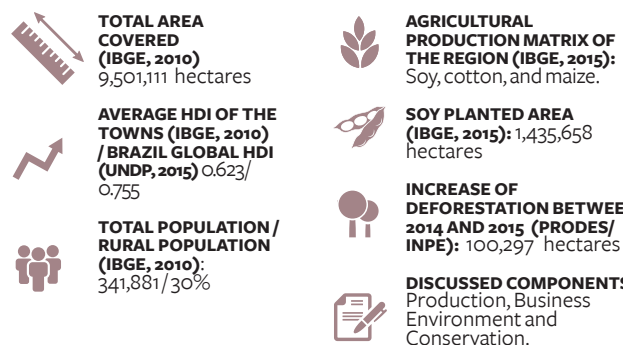 TOTAL AREA
COVERED
(IBGE, 2010)
9,501,111 hectares
AVERAGE HDI OF THE
TOWNS (IBGE, 2010)
/ BRAZIL GLOBAL HDI
(UNDP, 2015) 0.623/
0.755
TOTAL POPULATION /
RURAL POPULATION
(IBGE, 2010):
341,881/30%
AGRICULTURAL
PRODUCTION MATRIX OF
THE REGION (IBGE, 2015):
Soy, cotton, and maize.
SOY PLANTED AREA
(IBGE, 2015): 1,435,658
hectares
INCREASE OF
DEFORESTATION BETWEE
2014 AND 2015 (PRODES/
INPE): 100,297 hectares
DISCUSSED COMPONENTS
Production, Business
Environment and
Conservation.